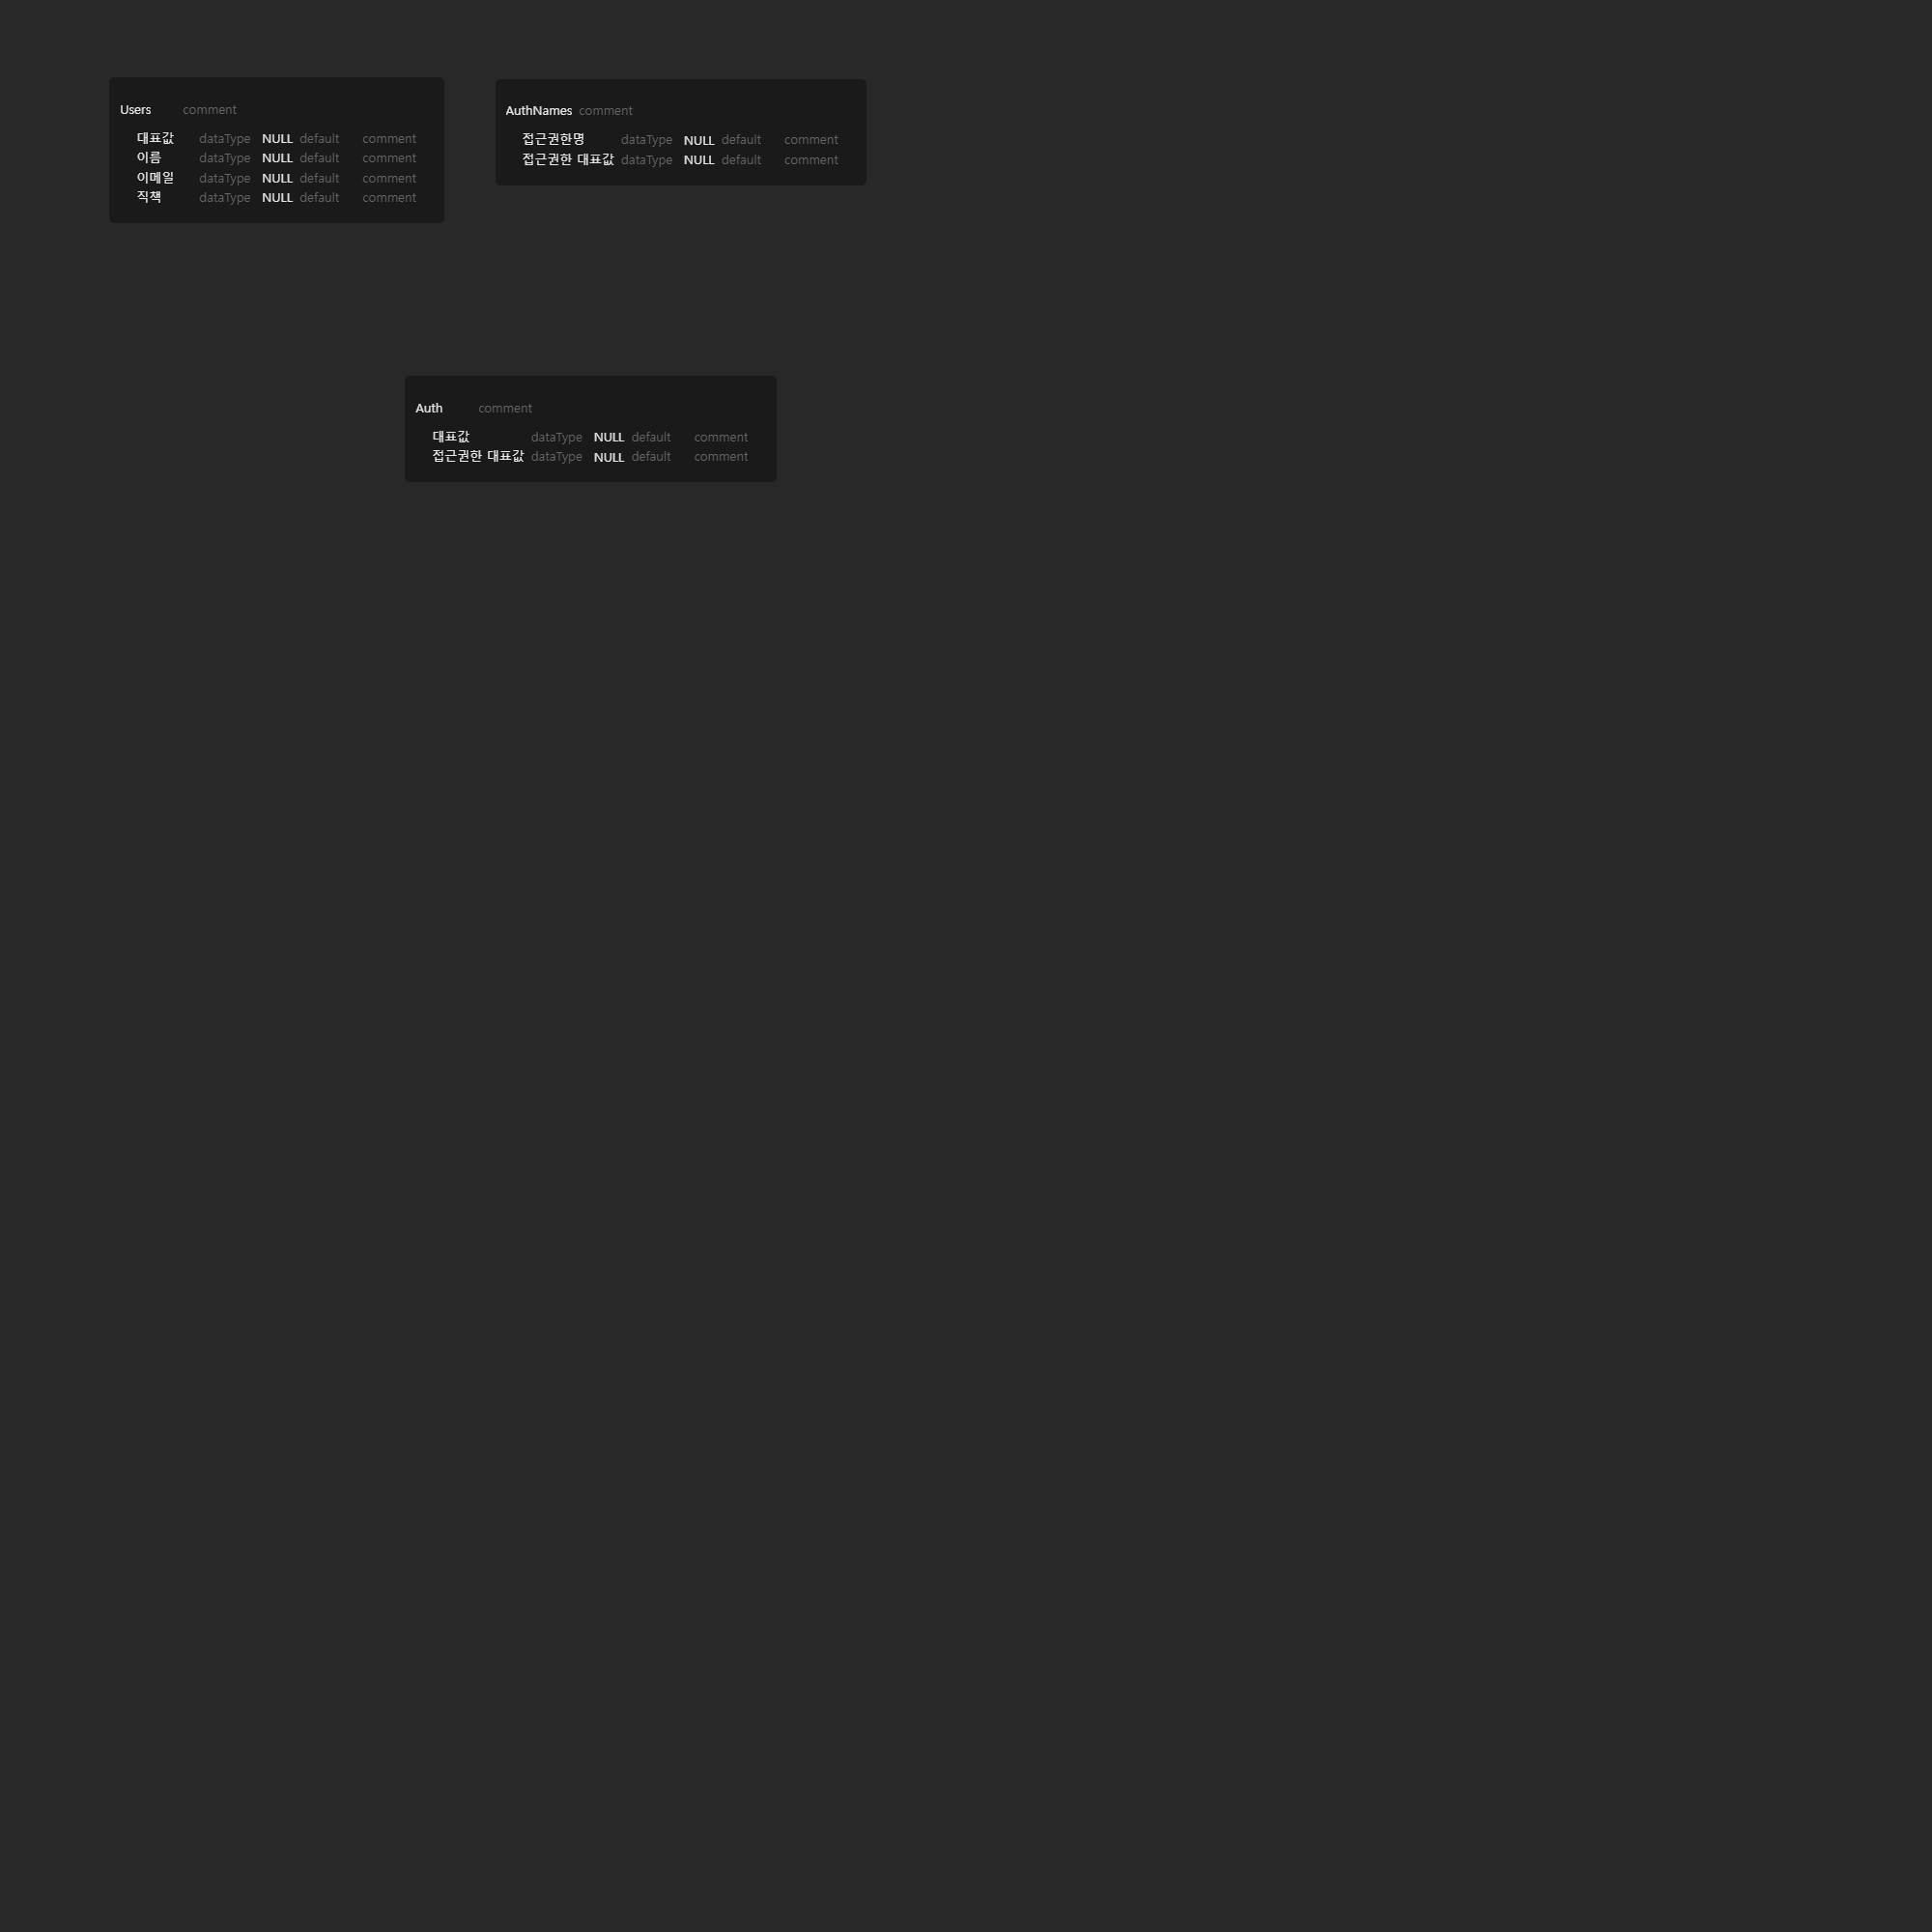 Users comment
대표값 dataType NULL default comment
이름 dataType NULL default comment
이메일 dataType NULL default comment
직책 dataType NULL default comment
AuthNames comment
접근권한명 dataType NULL default comment
접근권한 대표값 dataType NULL default comment
Auth comment
대표값 dataType NULL default comment
접근권한 대표값 dataType NULL default comment